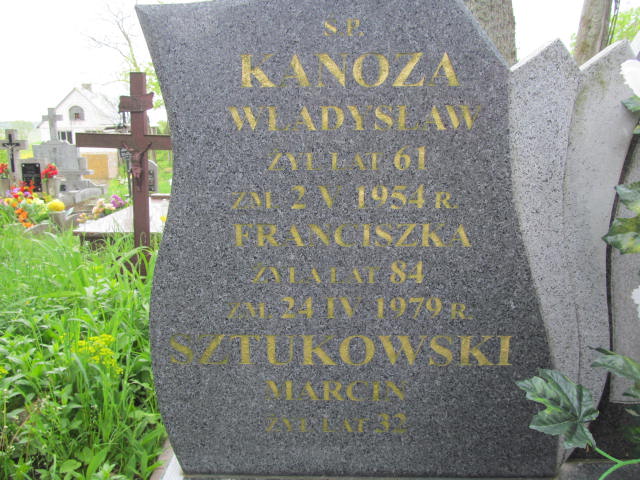 Ś.P.
KANOZA
WŁADYSŁAW
ŻYŁ LAT 61
ZM. 2 V 1954 R.
FRANCISZKA
ŻYŁA LAT 84
ZM. 24 IV 1979 R.
SZTUKOWSKI
MARCIN
ŻYŁ LAT 32